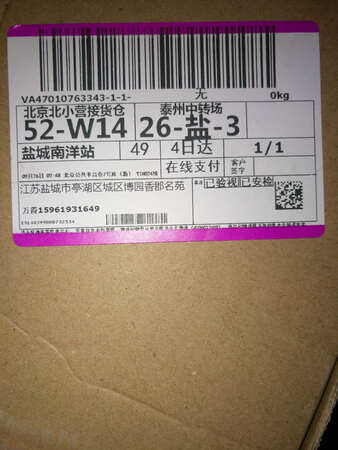 VA47010763343-1-1- 无 0kg
北京北小营接货仓 泰州中转场
52-W14 26-盐-3
盐城南洋站 49 4日达 1/1
在线支付 客户签字
江苏盐城市亭湖区城区博园香郡名苑
已验视已安检
万霞15961931649